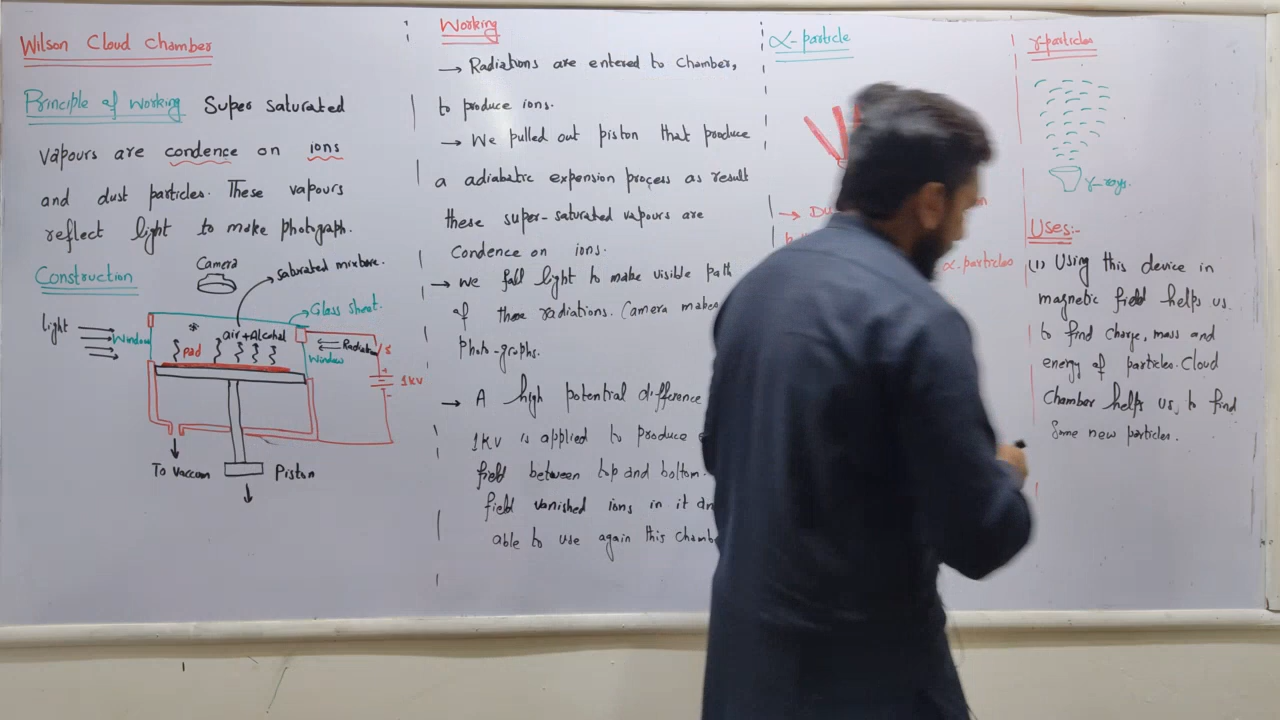 Wilson Cloud Chamber
Principle of Working Super Saturated
Vapours are condence on ions
and dust particles. These vapours
reflect light to make photograph.
Construction
Camera
Saturated mixture.
Glass sheet.
light
Window
*
air + Alcohal
pad
Radiation
Window
s
+
-
1kV
To Vaccum
Piston
Working
→ Radiations are entered to Chamber,
to produce ions.
→ We pulled out piston that produce
a adiabatic expension process as result
these super-saturated vapours are
Condence on ions.
→ we fall light to make visible path
of these radiations. Camera makes
photo-graphs.
→ A high potential difference
1kV is applied to produce
field between top and bottom.
field vanished ions in it an
able to use again this chambe
α-particle
→ Du
α-particles
γ-particles
γ-rays.
Uses:-
(1) Using this device in
magnetic field helps us
to find charge, mass and
energy of particles. Cloud
Chamber helps us, to find
Some new particles.